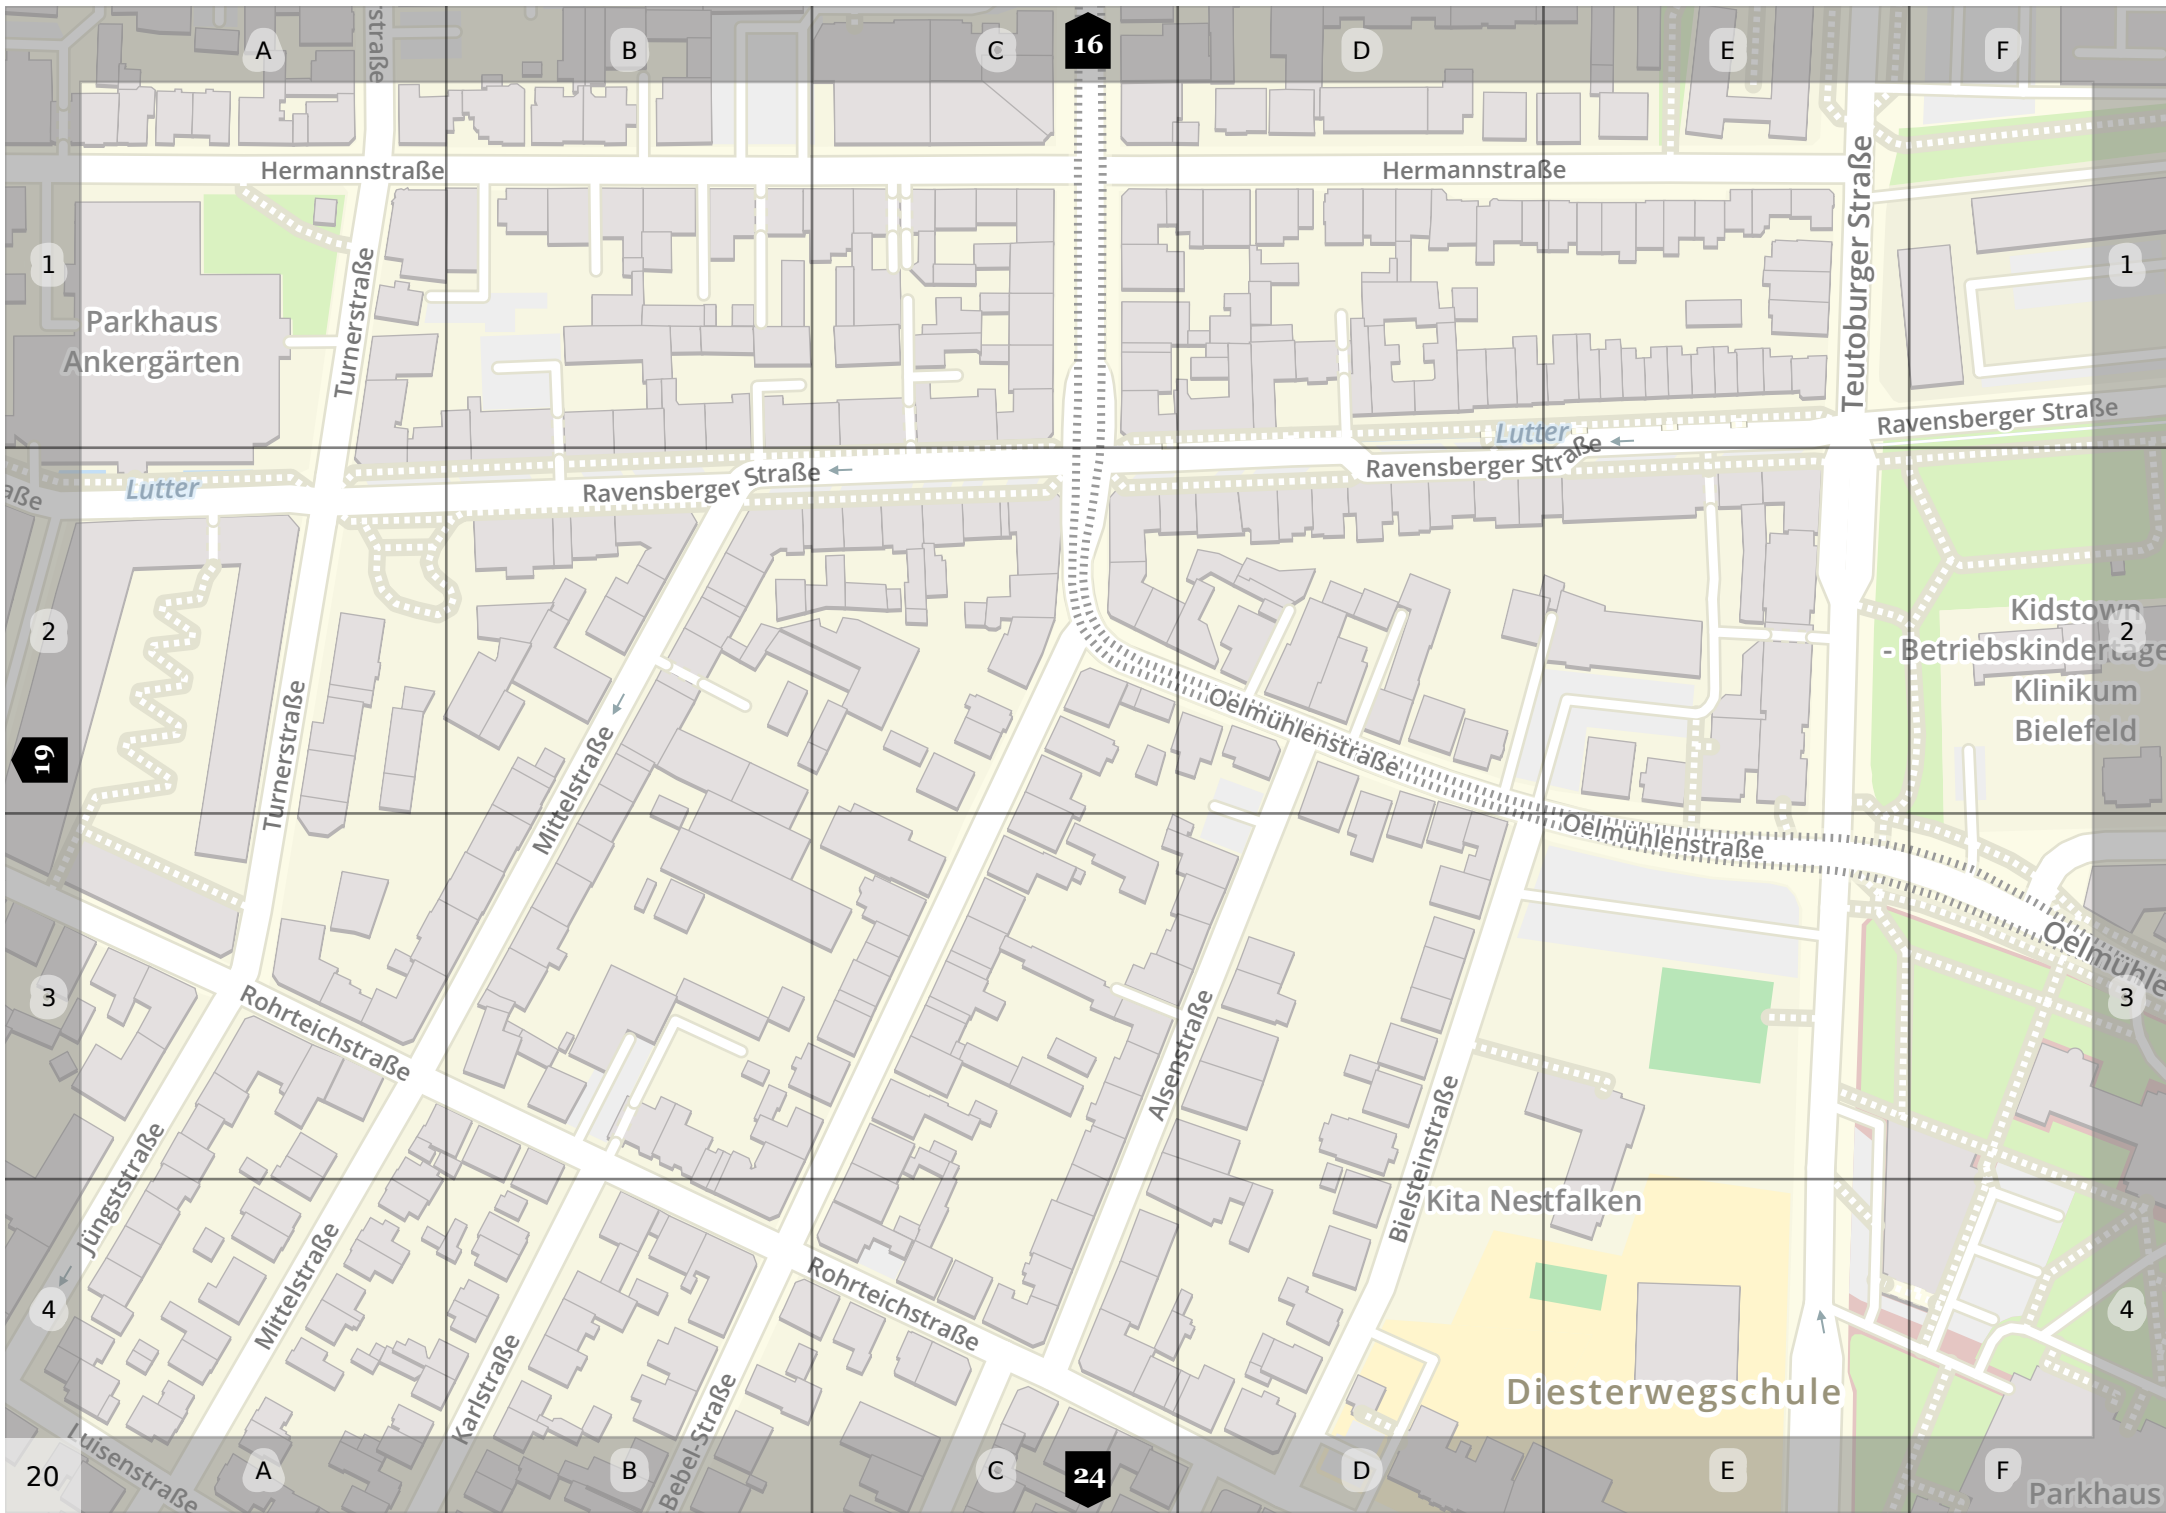 A
B
C
16
D
E
F
straße
Hermannstraße
Hermannstraße
Teutoburger Straße
1
1
Turnerstraße
Parkhaus
Ankergärten
Ravensberger Straße
Lutter
Ravensberger Straße
Ravensberger Straße
Lutter
aße
2
2
Kidstown
- Betriebskindertage
Klinikum
Bielefeld
Oelmühlenstraße
Turnerstraße
Mittelstraße
19
Oelmühlenstraße
Oelmühle
3
3
Rohrteichstraße
Alsenstraße
Bielsteinstraße
Jüngststraße
Kita Nestfalken
Mittelstraße
4
4
Rohrteichstraße
Karlstraße
Bebel-Straße
Diesterwegschule
Luisenstraße
20
A
B
C
24
D
E
F
Parkhaus